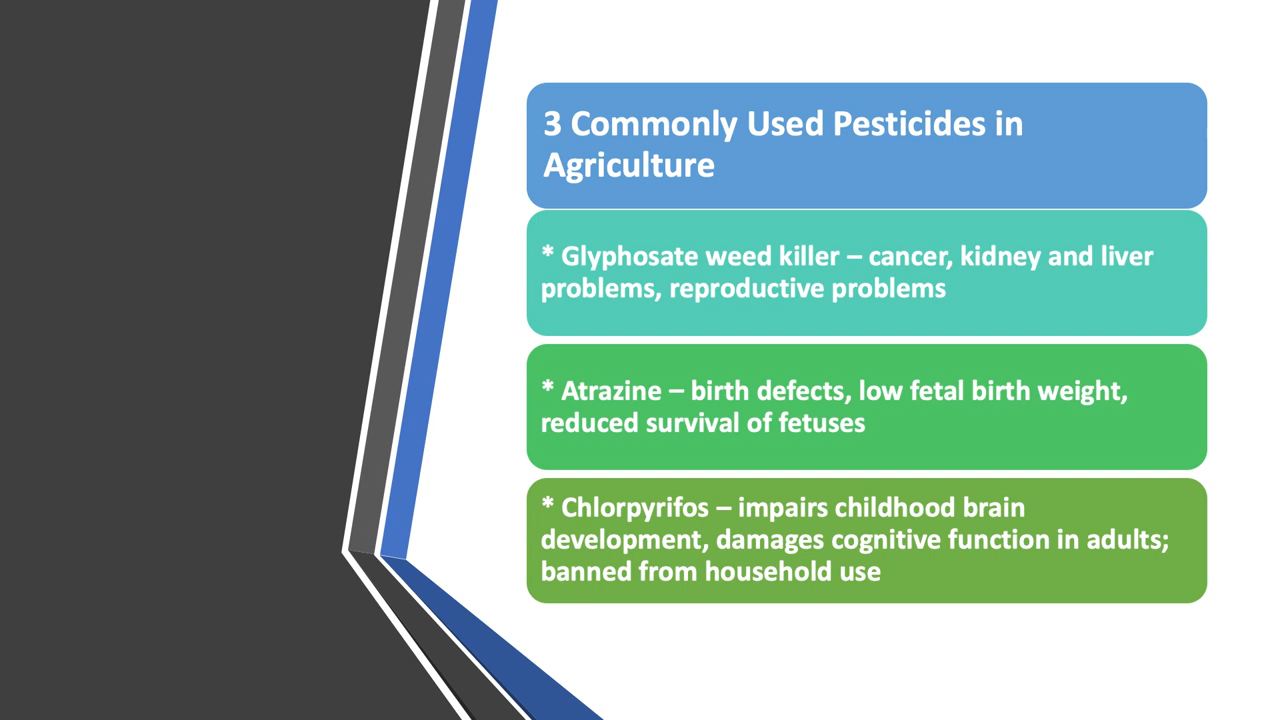 3 Commonly Used Pesticides in
Agriculture
* Glyphosate weed killer – cancer, kidney and liver
problems, reproductive problems
* Atrazine – birth defects, low fetal birth weight,
reduced survival of fetuses
* Chlorpyrifos – impairs childhood brain
development, damages cognitive function in adults;
banned from household use